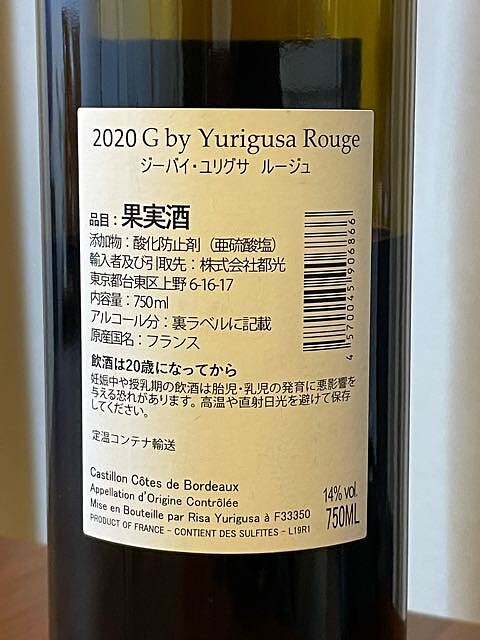 2020 G by Yurigusa Rouge
ジーバイ・ユリグサ ルージュ
品目：果実酒
添加物：酸化防止剤（亜硫酸塩）
輸入者及び引取先：株式会社都光
東京都台東区上野 6-16-17
内容量：750ml
アルコール分：裏ラベルに記載
原産国名：フランス
4 570045 906866
飲酒は20歳になってから
妊娠中や授乳期の飲酒は胎児・乳児の発育に悪影響を
与える恐れがあります。高温や直射日光を避けて保存
してください。
定温コンテナ輸送
Castillon Côtes de Bordeaux
Appellation d'Origine Contrôlée
Mise en Bouteille par Risa Yurigusa à F33350
PRODUCT OF FRANCE - CONTIENT DES SULFITES - L19R1
14% vol.
750ML